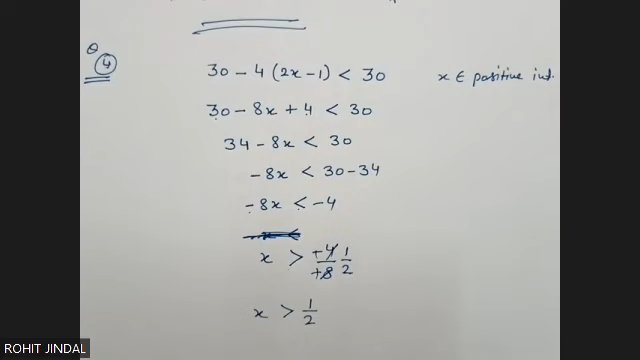 Q 4
30 - 4 (2x - 1) < 30 x ∈ positive int.
30 - 8x + 4 < 30
34 - 8x < 30
-8x < 30 - 34
-8x < -4
x > +4/+8 1/2
x > 1/2
ROHIT JINDAL